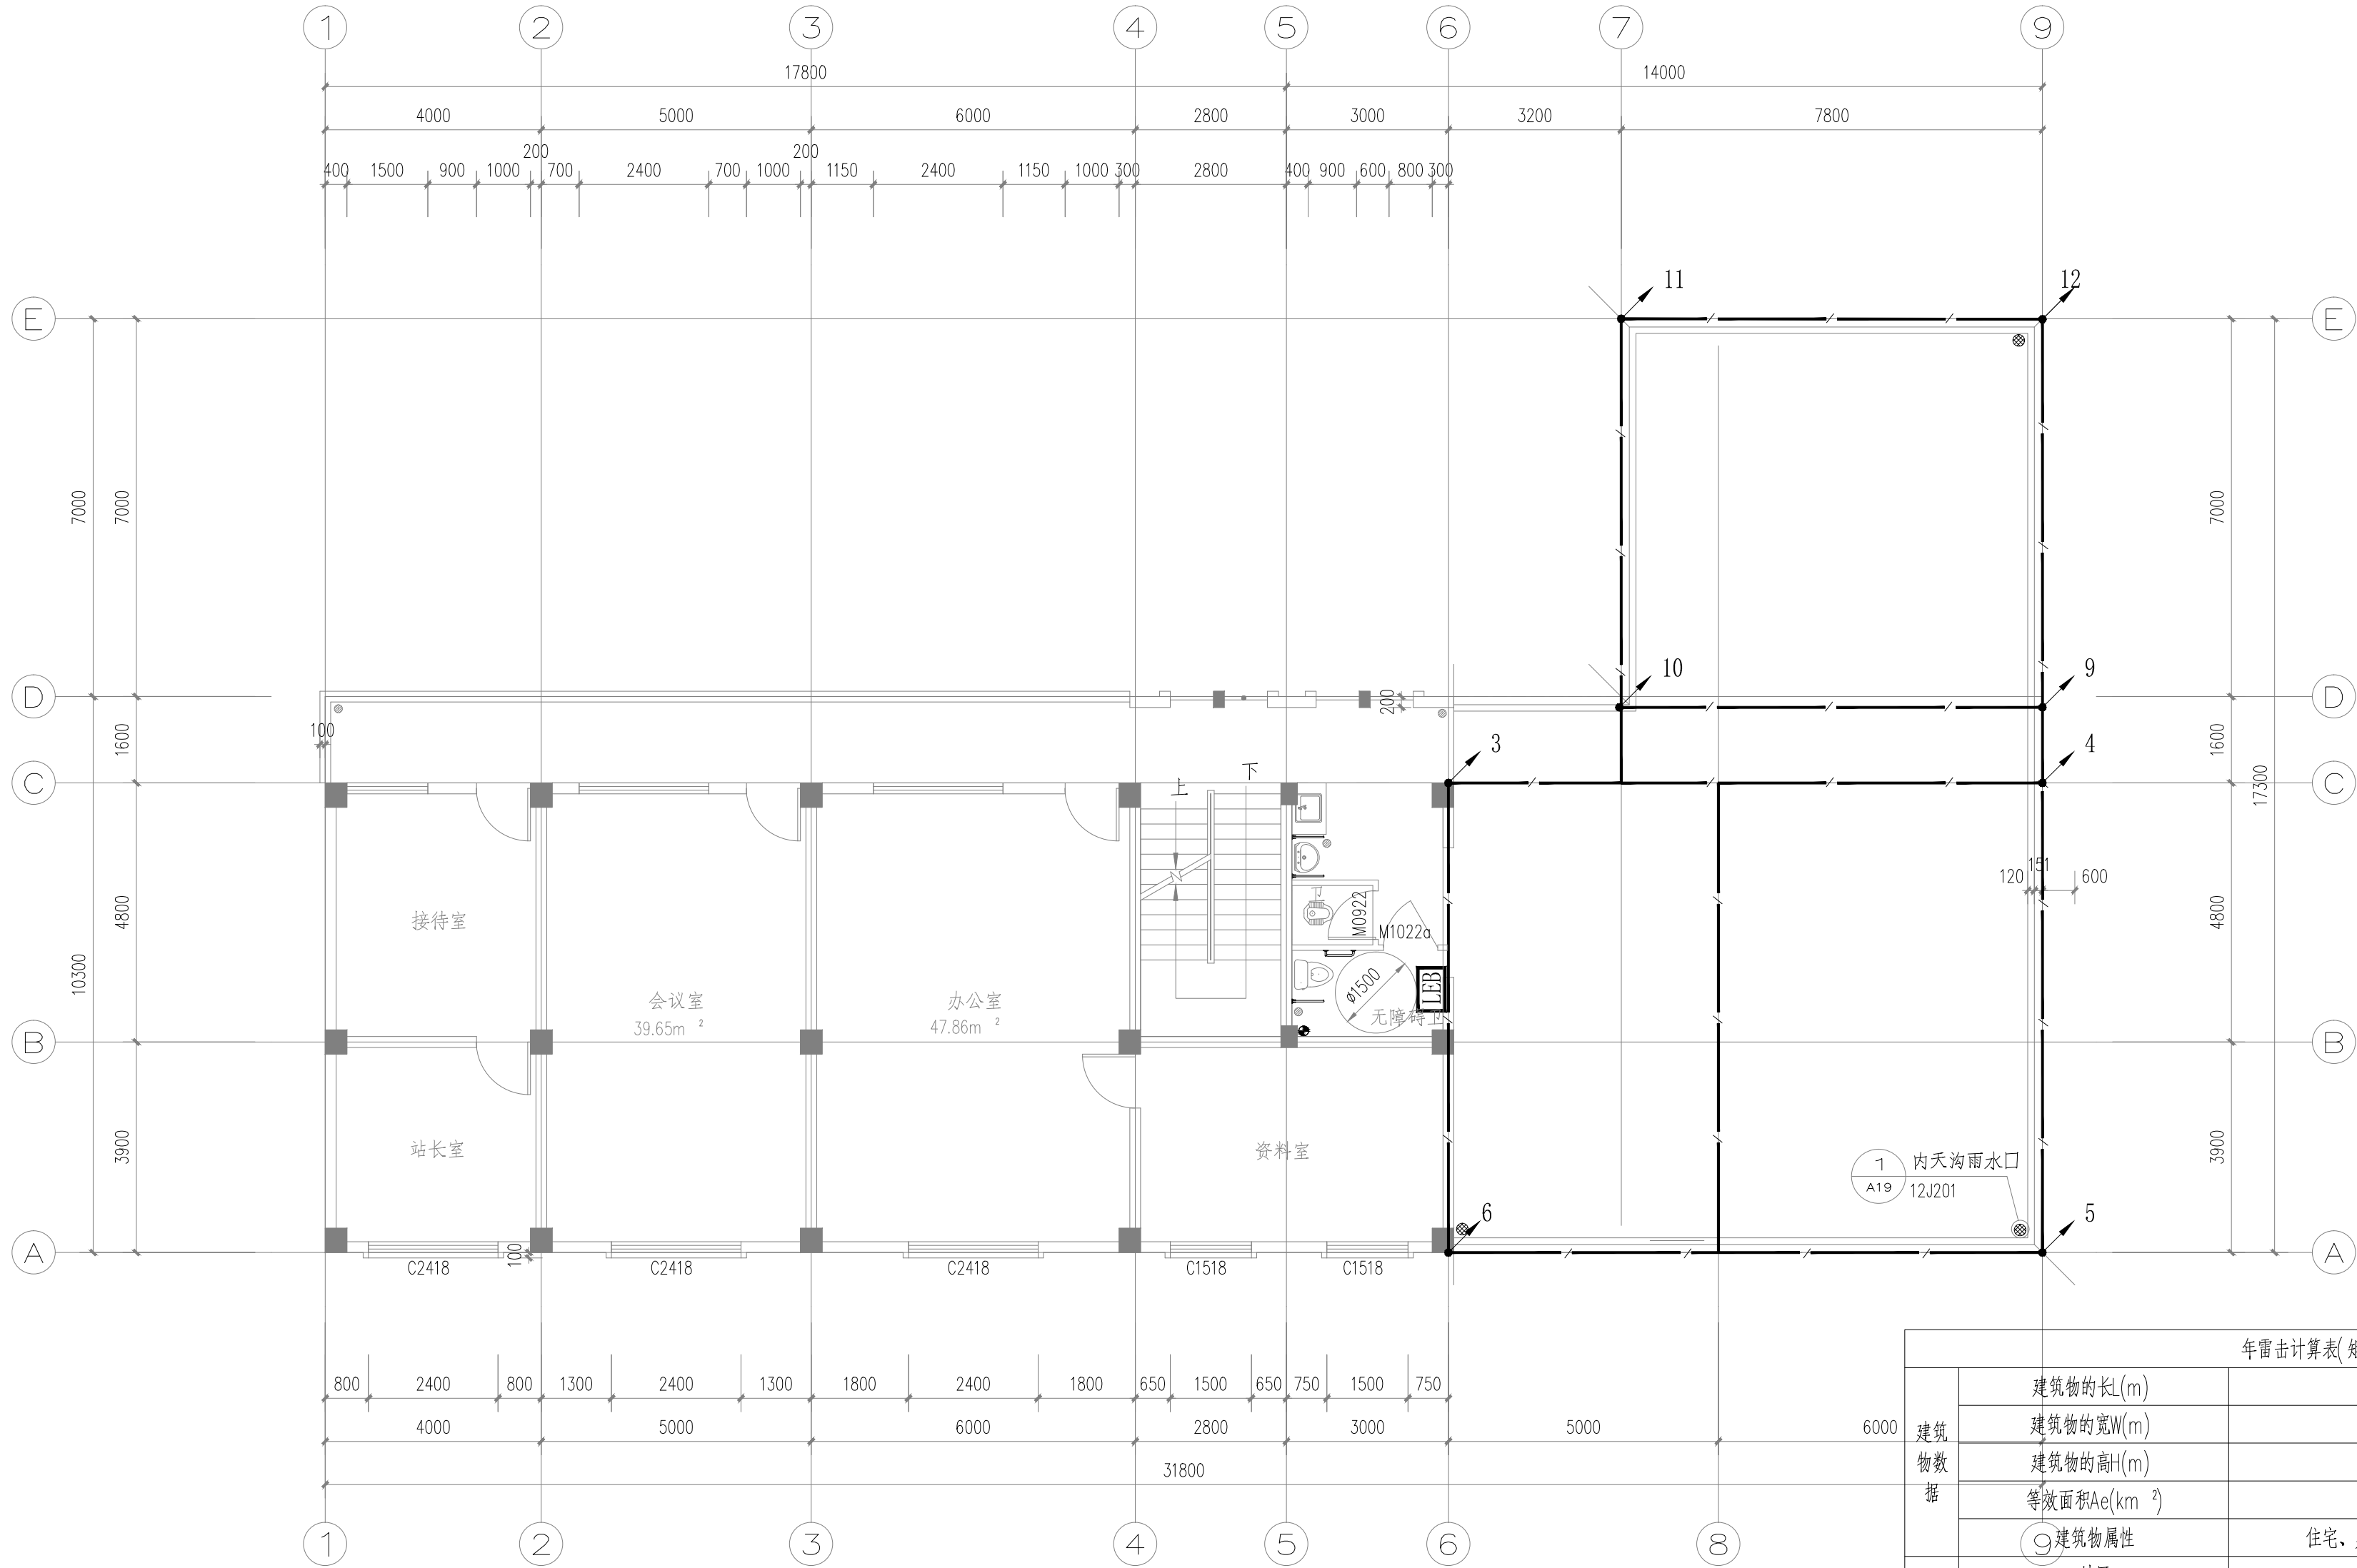 1 2 3 4 5 6 7 9
17800 14000
4000 5000 6000 2800 3000 3200 7800
200 200
400 1500 900 1000 700 2400 700 1000 1150 2400 1150 1000 300 2800 400 900 600 800 300
11 12
E E
7000 7000 7000
10 9
D D
200
100
1600 1600
3 4
上 下
C C
17300
120 151 600
M0922
接待室
M1022a
4800 4800
10300
LEB
ø1500
会议室 办公室
39.65m² 47.86m²
无障碍卫
B B
3900 3900
站长室 资料室
1 内天沟雨水口
A19 12J201
6 5
A A
100
C2418 C2418 C2418 C1518 C1518
年雷击计算表(
800 2400 800 1300 2400 1300 1800 2400 1800 650 1500 650 750 1500 750
4000 5000 6000 2800 3000 5000 6000
31800
建筑物数据
建筑物的长L(m)
建筑物的宽W(m)
建筑物的高H(m)
等效面积Ae(km²)
建筑物属性 住宅、
1 2 3 4 5 6 8 9